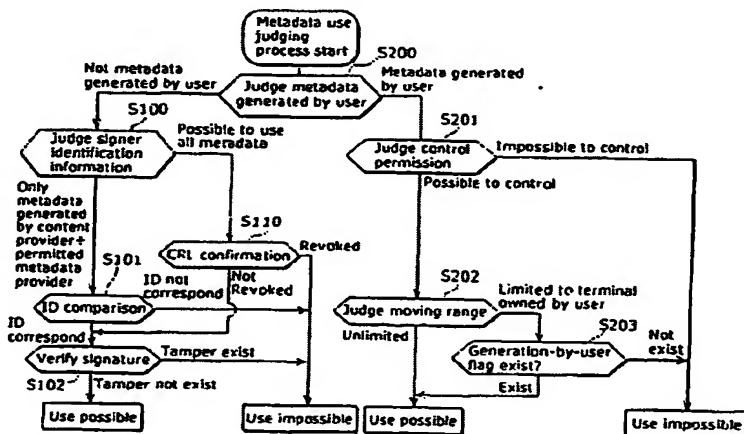 Metadata use
judging
process start
S200
Not metadata
generated by user
Judge metadata
generated by user
Metadata generated
by user
S100
Judge signer
identification
information
Possible to use
all metadata
S201
Judge control
permission
Impossible to control
Possible to control
Only
metadata
generated
by content
provider+
permitted
metadata
provider
S110
CRL confirmation
Revoked
Not
Revoked
S101
ID comparison
ID not
correspond
ID
correspond
S202
Judge moving range
Limited to terminal
owned by user
Unlimited
S203
Generation-by-user
flag exist?
Not
exist
Exist
Verify signature
Tamper exist
S102
Tamper not exist
Use possible
Use impossible
Use possible
Use impossible